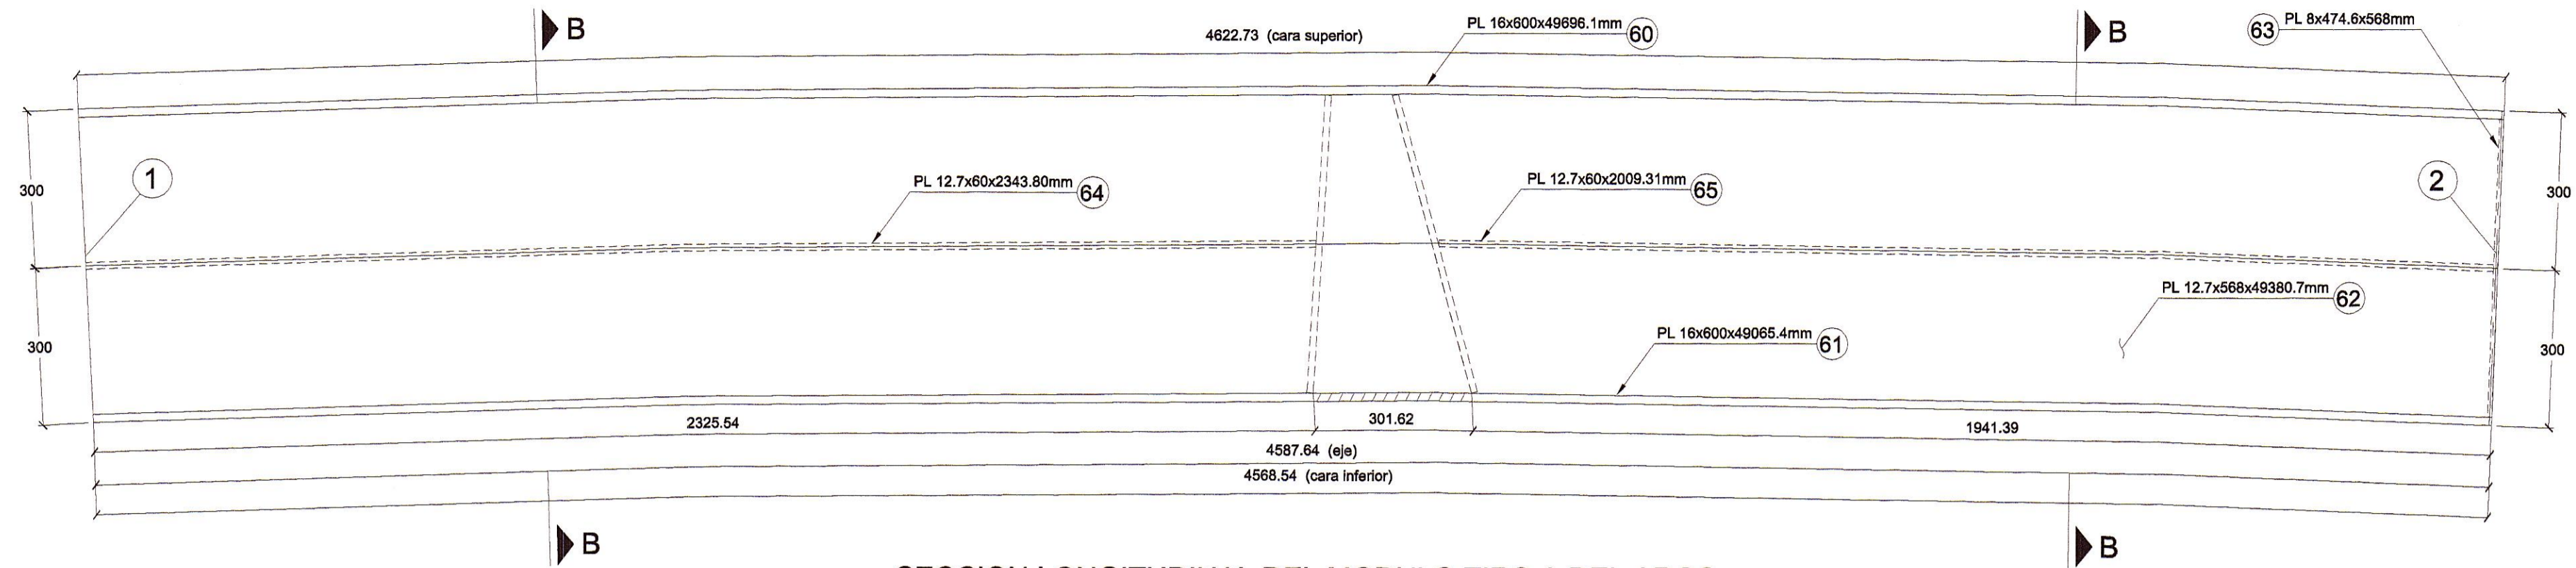 B
4622.73 (cara superior)
PL 16x600x49696.1mm 60
B
63 PL 8x474.6x568mm
300
1
PL 12.7x60x2343.80mm 64
PL 12.7x60x2009.31mm 65
2
300
PL 12.7x568x49380.7mm 62
300
PL 16x600x49065.4mm 61
300
2325.54
301.62
1941.39
4587.64 (eje)
4568.54 (cara inferior)
B
B